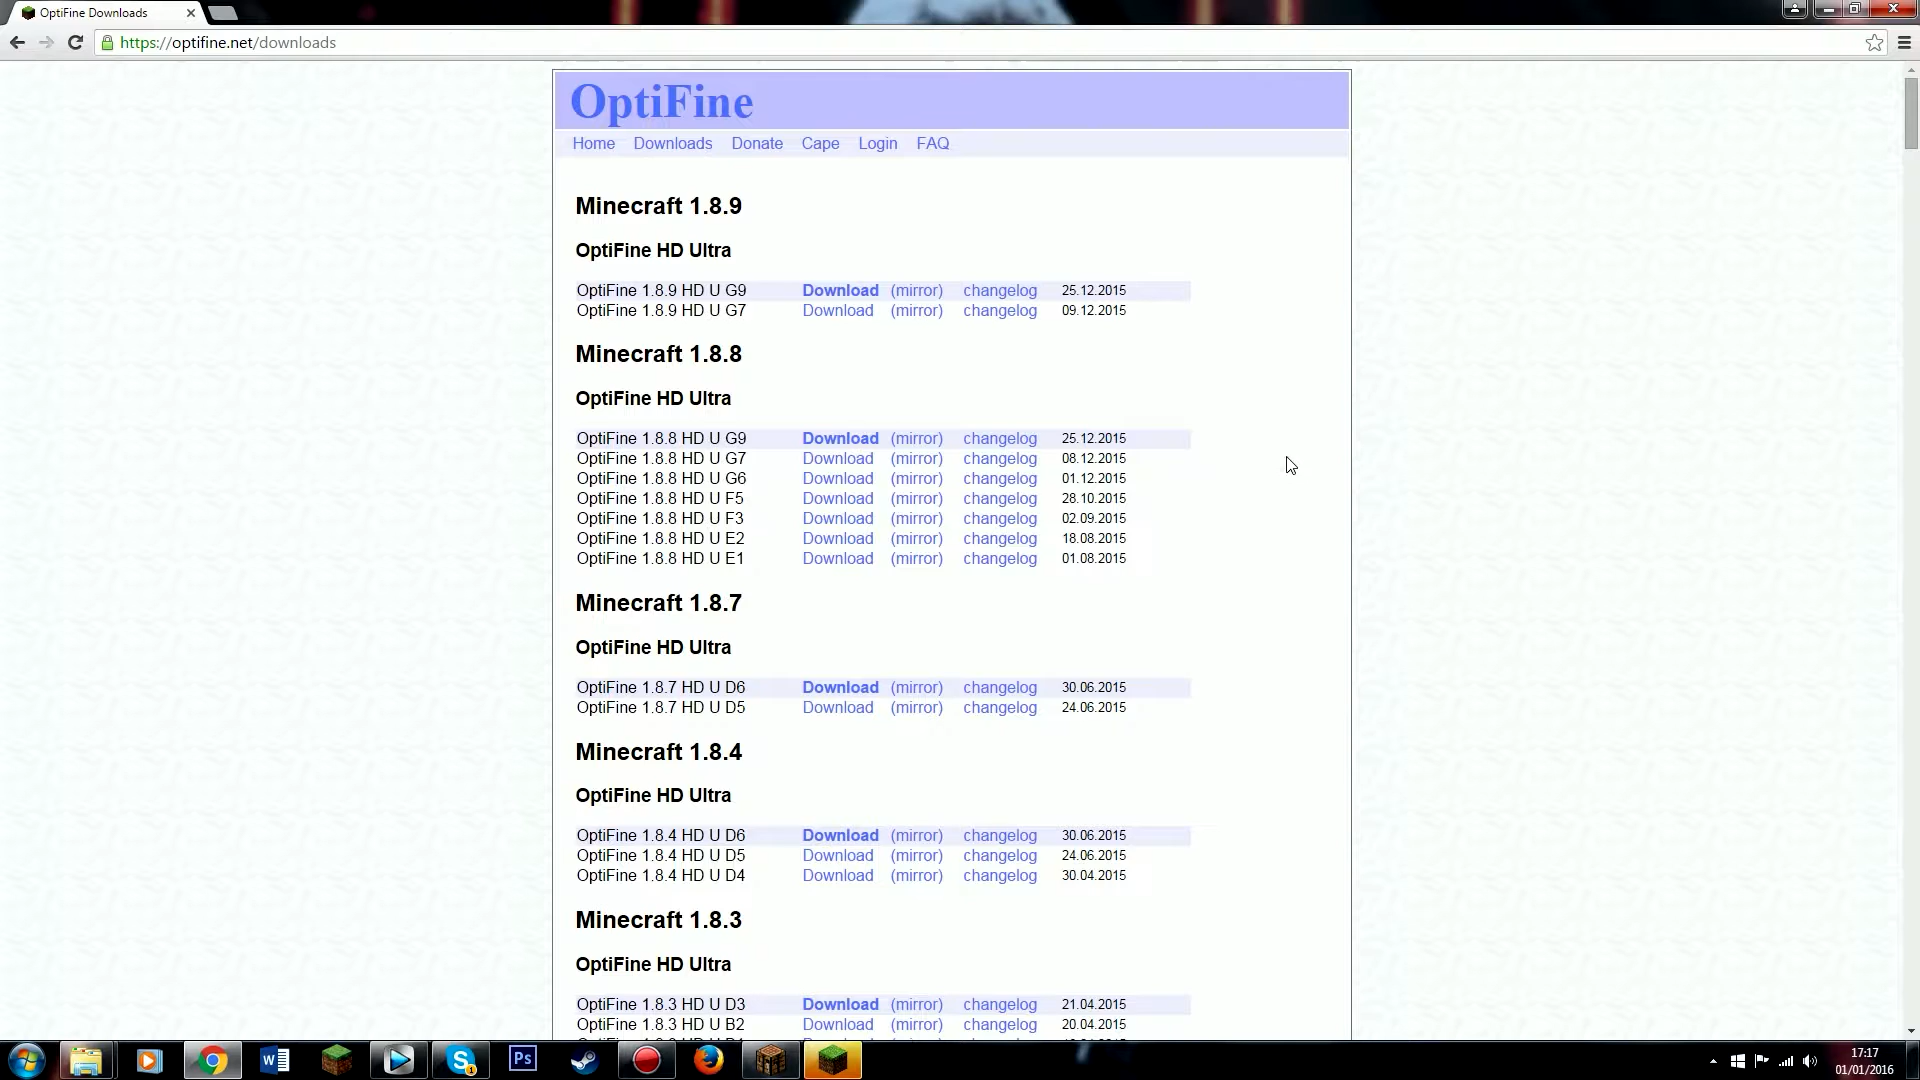 OptiFine Downloads
https://optifine.net/downloads
OptiFine
Home Downloads Donate Cape Login FAQ
Minecraft 1.8.9
OptiFine HD Ultra
OptiFine 1.8.9 HD U G9 Download (mirror) changelog 25.12.2015
OptiFine 1.8.9 HD U G7 Download (mirror) changelog 09.12.2015
Minecraft 1.8.8
OptiFine HD Ultra
OptiFine 1.8.8 HD U G9 Download (mirror) changelog 25.12.2015
OptiFine 1.8.8 HD U G7 Download (mirror) changelog 08.12.2015
OptiFine 1.8.8 HD U G6 Download (mirror) changelog 01.12.2015
OptiFine 1.8.8 HD U F5 Download (mirror) changelog 28.10.2015
OptiFine 1.8.8 HD U F3 Download (mirror) changelog 02.09.2015
OptiFine 1.8.8 HD U E2 Download (mirror) changelog 18.08.2015
OptiFine 1.8.8 HD U E1 Download (mirror) changelog 01.08.2015
Minecraft 1.8.7
OptiFine HD Ultra
OptiFine 1.8.7 HD U D6 Download (mirror) changelog 30.06.2015
OptiFine 1.8.7 HD U D5 Download (mirror) changelog 24.06.2015
Minecraft 1.8.4
OptiFine HD Ultra
OptiFine 1.8.4 HD U D6 Download (mirror) changelog 30.06.2015
OptiFine 1.8.4 HD U D5 Download (mirror) changelog 24.06.2015
OptiFine 1.8.4 HD U D4 Download (mirror) changelog 30.04.2015
Minecraft 1.8.3
OptiFine HD Ultra
OptiFine 1.8.3 HD U D3 Download (mirror) changelog 21.04.2015
OptiFine 1.8.3 HD U B2 Download (mirror) changelog 20.04.2015
Ps
17:17
01/01/2016